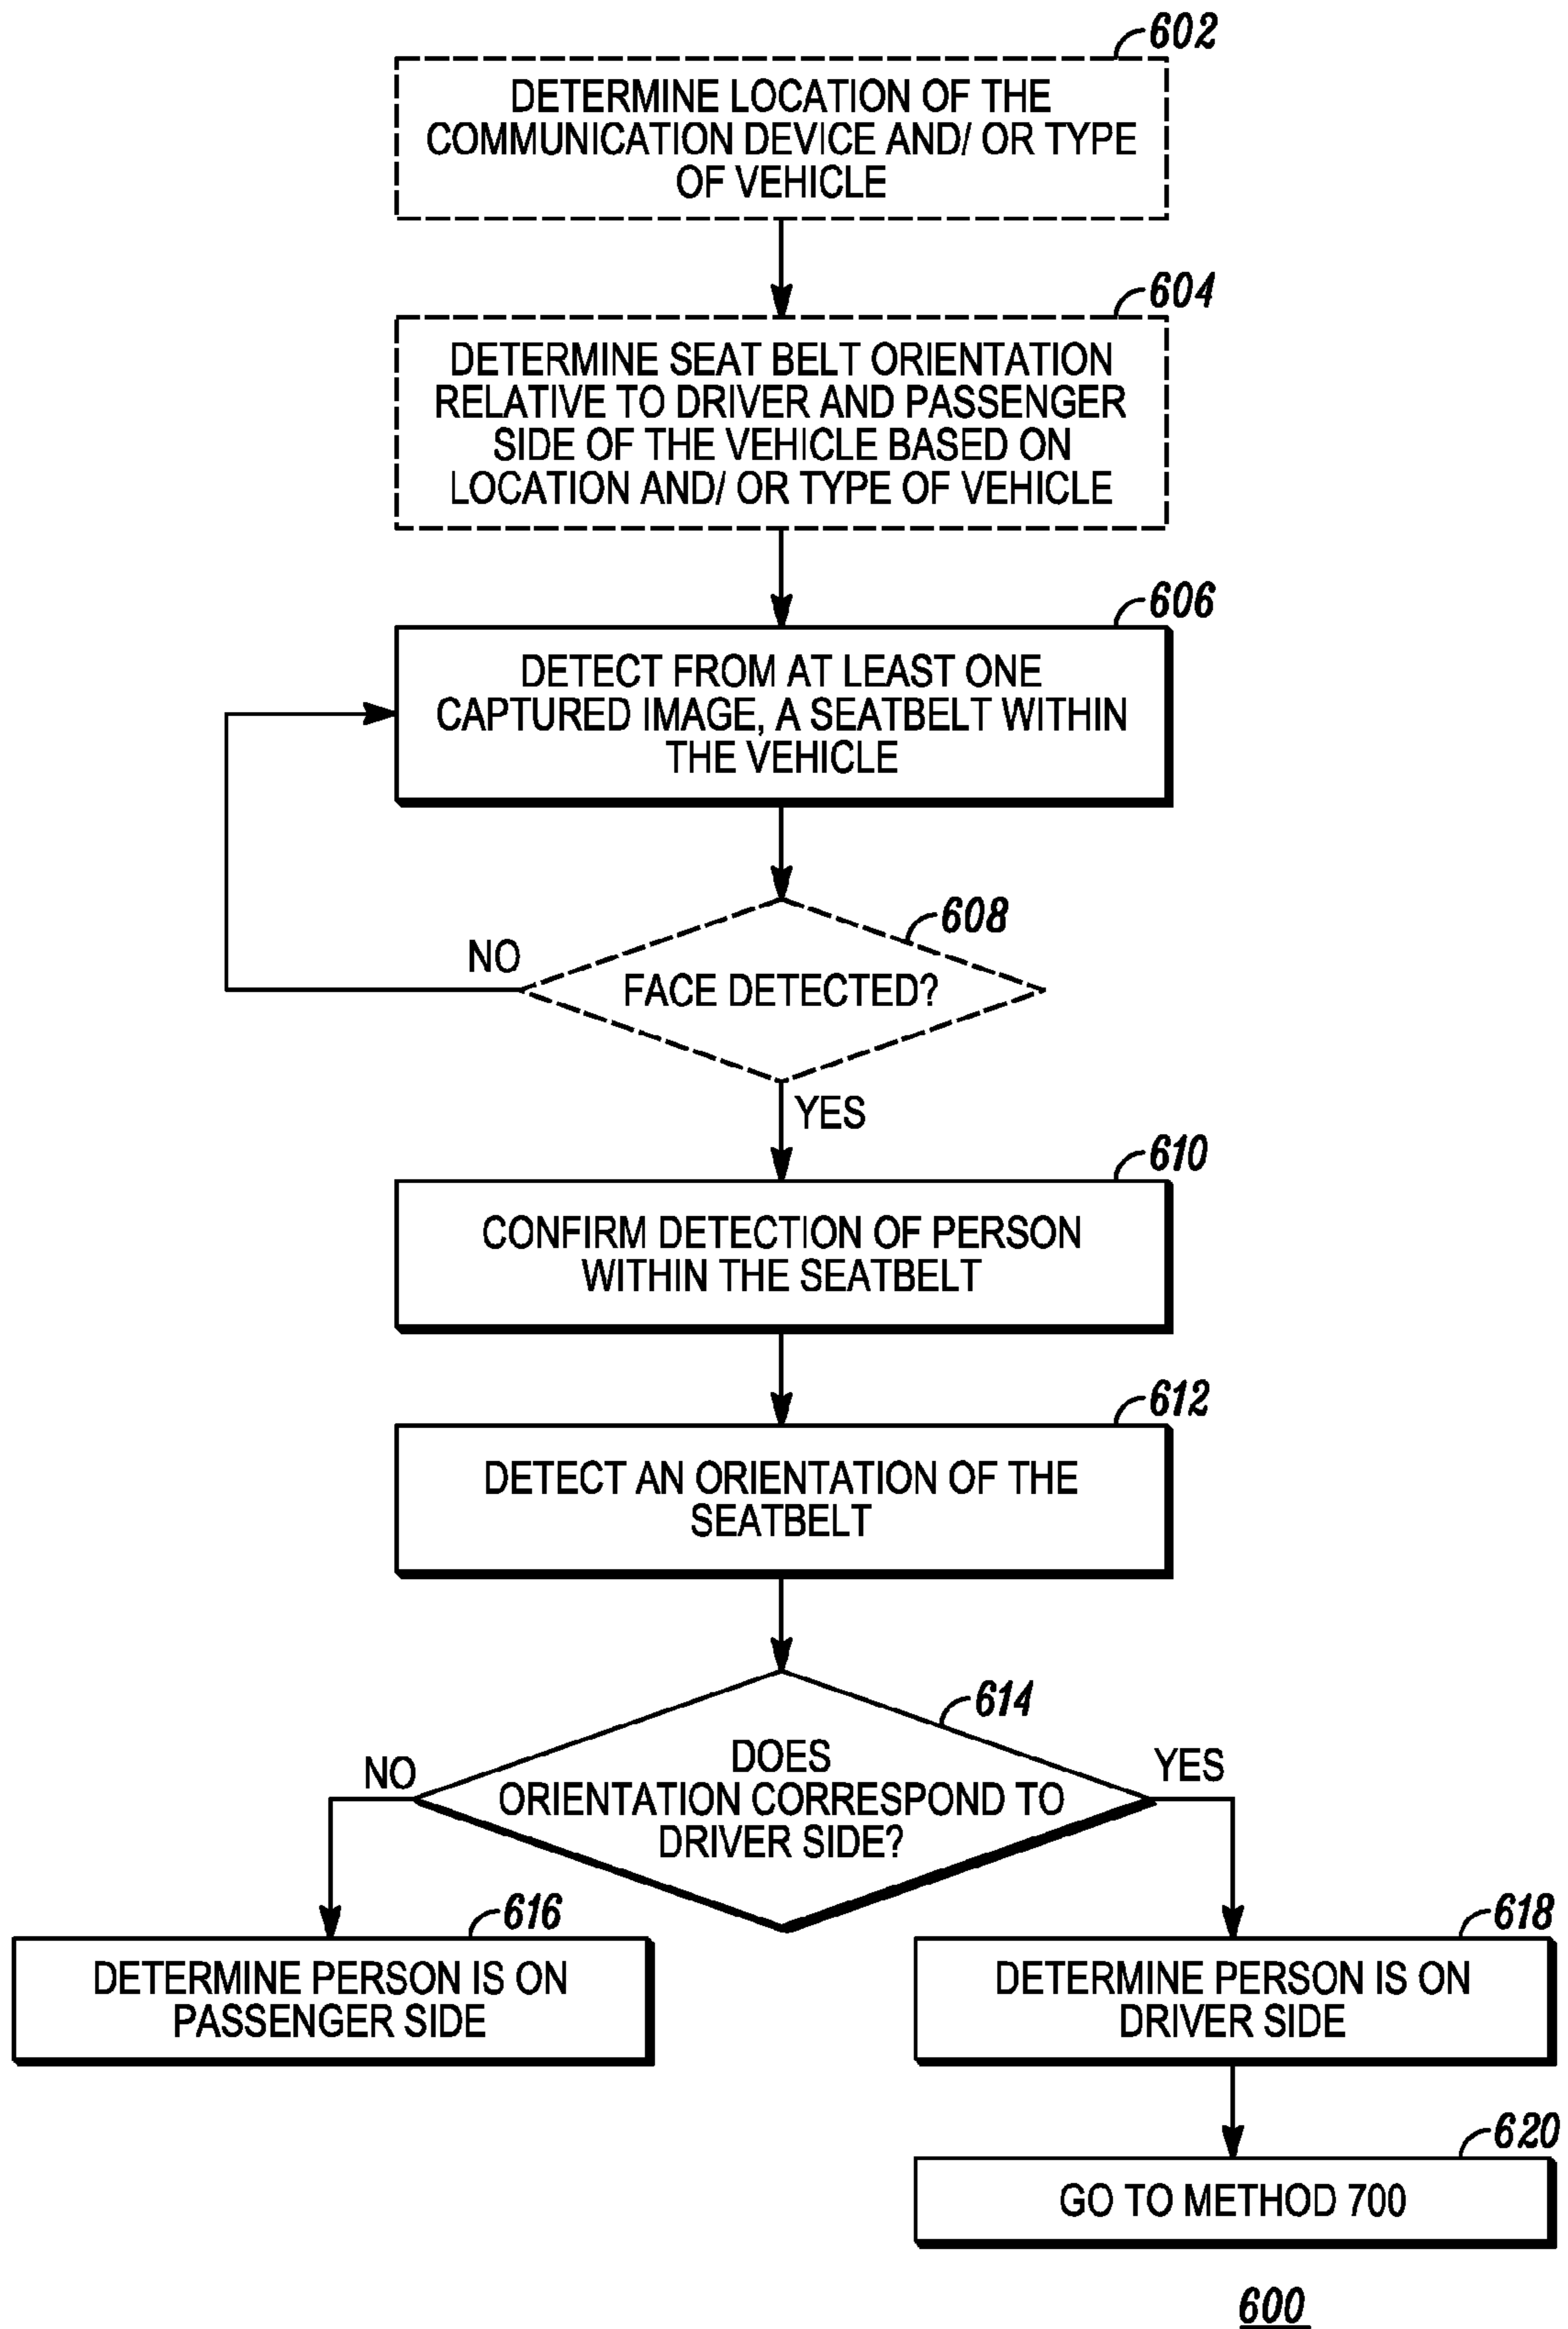 602
DETERMINE LOCATION OF THE
COMMUNICATION DEVICE AND/ OR TYPE
OF VEHICLE
604
DETERMINE SEAT BELT ORIENTATION
RELATIVE TO DRIVER AND PASSENGER
SIDE OF THE VEHICLE BASED ON
LOCATION AND/ OR TYPE OF VEHICLE
606
DETECT FROM AT LEAST ONE
CAPTURED IMAGE, A SEATBELT WITHIN
THE VEHICLE
608
NO
FACE DETECTED?
YES
610
CONFIRM DETECTION OF PERSON
WITHIN THE SEATBELT
612
DETECT AN ORIENTATION OF THE
SEATBELT
614
NO
DOES
ORIENTATION CORRESPOND TO
DRIVER SIDE?
YES
616
DETERMINE PERSON IS ON
PASSENGER SIDE
618
DETERMINE PERSON IS ON
DRIVER SIDE
620
GO TO METHOD 700
600